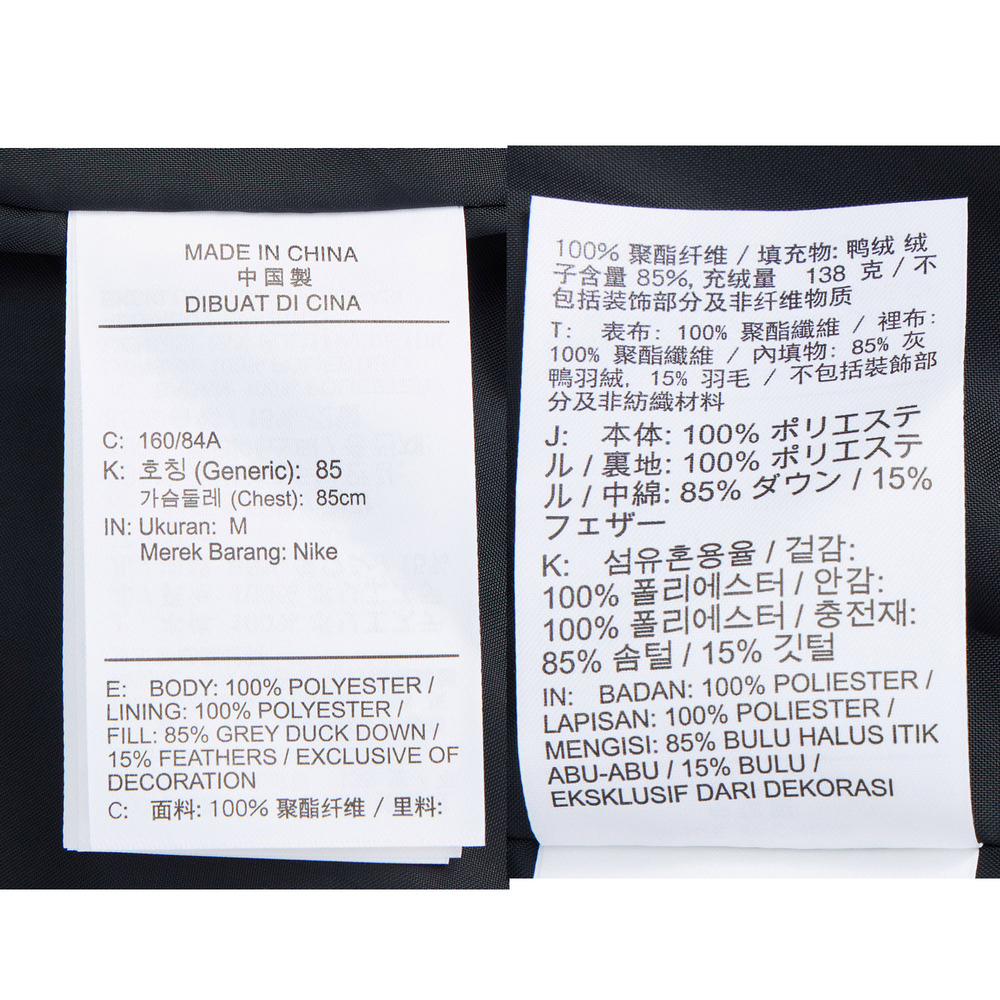 MADE IN CHINA
中国製
DIBUAT DI CINA
C: 160/84A
K: 호칭 (Generic): 85
가슴둘레 (Chest): 85cm
IN: Ukuran: M
Merek Barang: Nike
E: BODY: 100% POLYESTER /
LINING: 100% POLYESTER /
FILL: 85% GREY DUCK DOWN /
15% FEATHERS / EXCLUSIVE OF
DECORATION
C: 面料: 100% 聚酯纤维 / 里料:
100% 聚酯纤维 / 填充物: 鸭绒 绒
子含量 85%, 充绒量 138 克 / 不
包括装饰部分及非纤维物质
T: 表布: 100% 聚酯纖維 / 裡布:
100% 聚酯纖維 / 內填物: 85% 灰
鴨羽絨, 15% 羽毛 / 不包括裝飾部
分及非紡織材料
J: 本体: 100% ポリエステ
ル / 裏地: 100% ポリエステ
ル / 中綿: 85% ダウン / 15%
フェザー
K: 섬유혼용율 / 겉감:
100% 폴리에스터 / 안감:
100% 폴리에스터 / 충전재:
85% 솜털 / 15% 깃털
IN: BADAN: 100% POLIESTER /
LAPISAN: 100% POLIESTER /
MENGISI: 85% BULU HALUS ITIK
ABU-ABU / 15% BULU /
EKSKLUSIF DARI DEKORASI